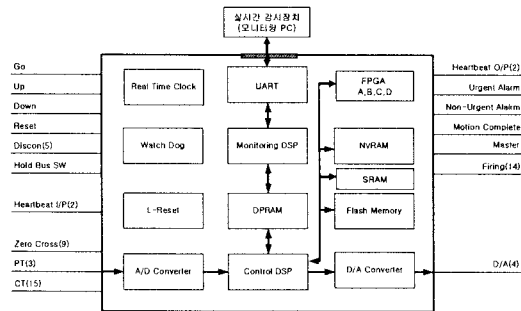 실시간 감시장치
(모니터링 PC)
Go
Up
Down
Reset
Discon(5)
Hold Bus SW
Heartbeat I/P(2)
Zero Cross(9)
PT(3)
CT(15)
Real Time Clock
Watch Dog
L-Reset
A/D Converter
UART
Monitoring DSP
DPRAM
Control DSP
FPGA
A,B,C,D
NVRAM
SRAM
Flash Memory
D/A Converter
Heartbeat O/P(2)
Urgent Alarm
Non-Urgent Alarm
Motion Complete
Master
Firing(14)
D/A(4)